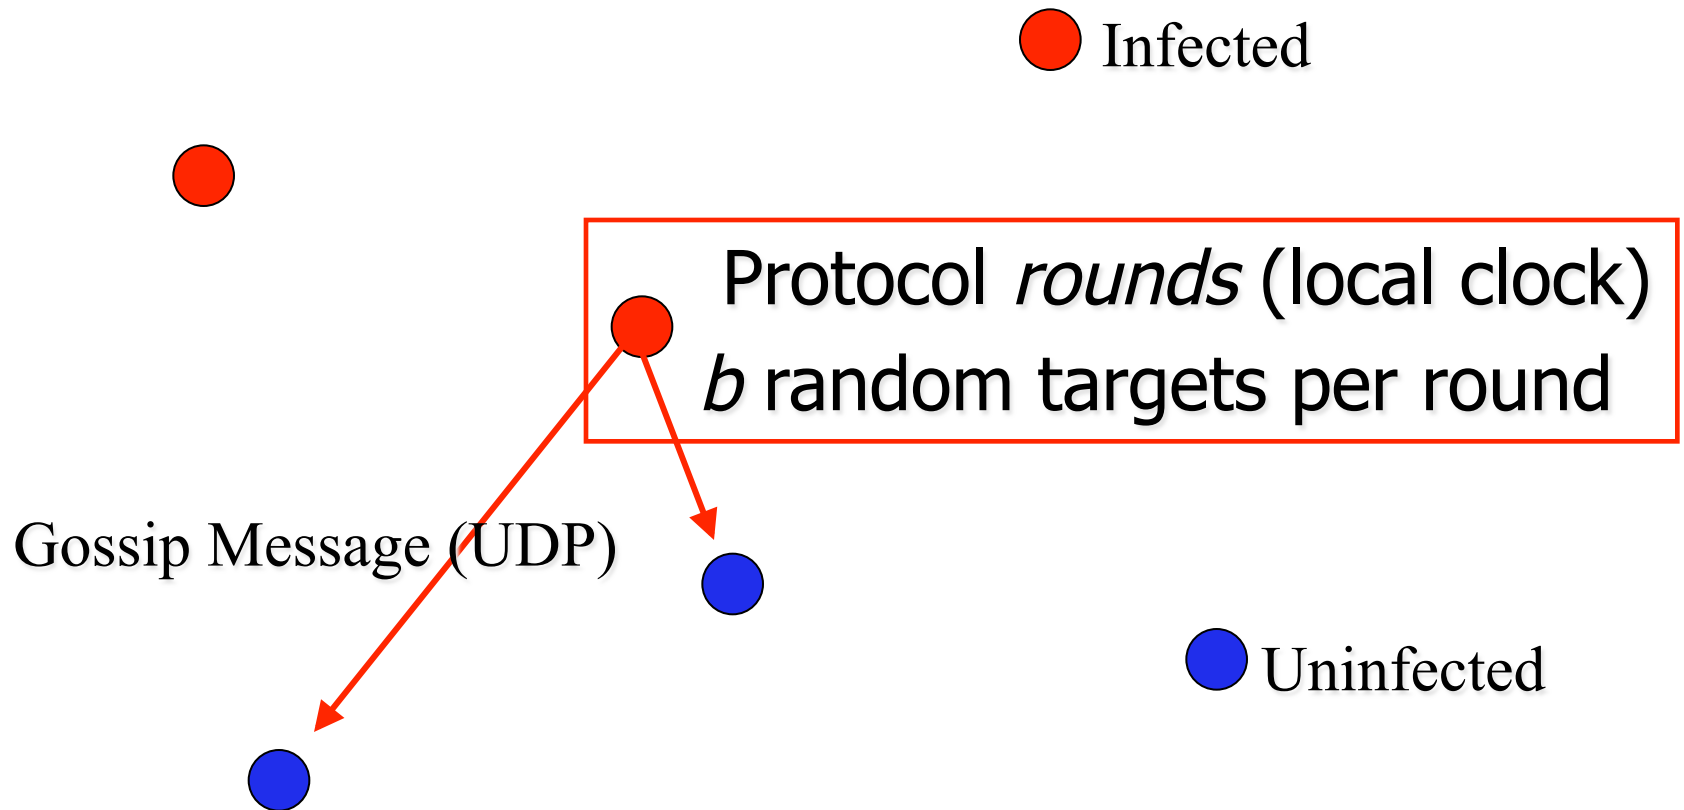 Infected
Protocol rounds (local clock)
b random targets per round
Gossip Message (UDP)
Uninfected